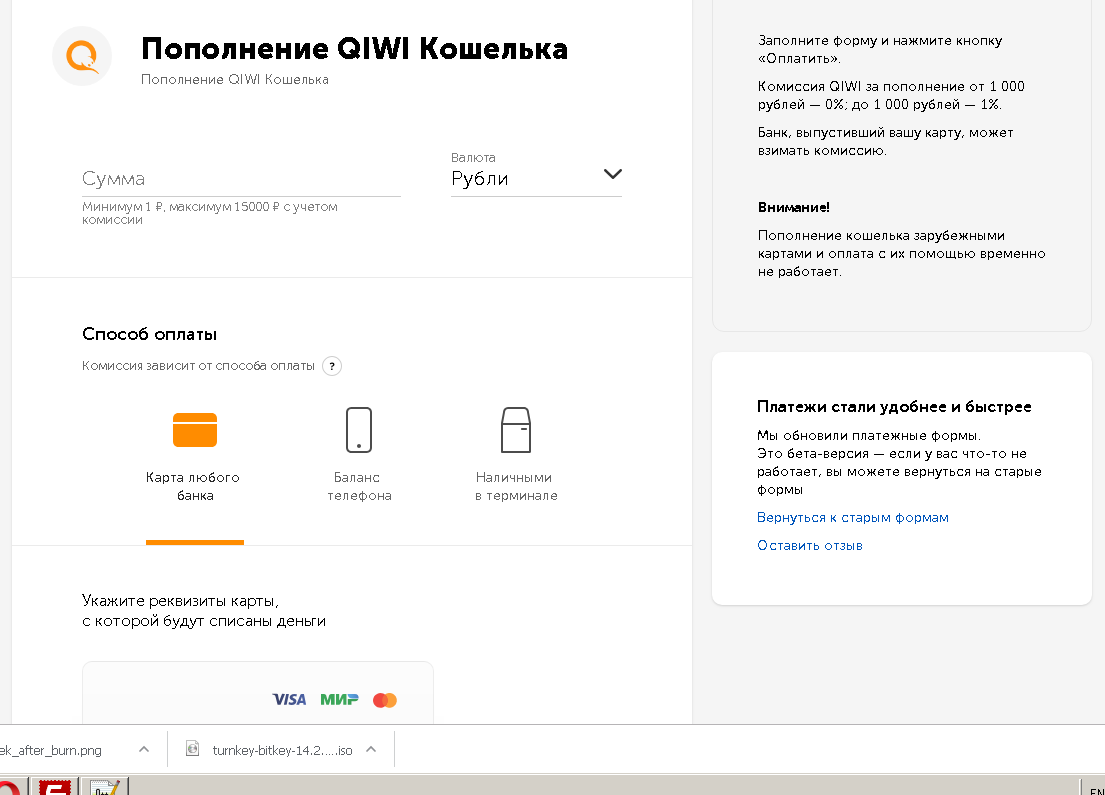 Пополнение QIWI Кошелька
Пополнение QIWI Кошелька
Сумма
Минимум 1 ₽, максимум 15000 ₽ с учетом
комиссии
Валюта
Рубли
Способ оплаты
Комиссия зависит от способа оплаты ?
Карта любого
банка
Баланс
телефона
Наличными
в терминале
Укажите реквизиты карты,
с которой будут списаны деньги
VISA МИР
Заполните форму и нажмите кнопку
«Оплатить».
Комиссия QIWI за пополнение от 1 000
рублей — 0%; до 1 000 рублей — 1%.
Банк, выпустивший вашу карту, может
взимать комиссию.
Внимание!
Пополнение кошелька зарубежными
картами и оплата с их помощью временно
не работает.
Платежи стали удобнее и быстрее
Мы обновили платежные формы.
Это бета-версия — если у вас что-то не
работает, вы можете вернуться на старые
формы
Вернуться к старым формам
Оставить отзыв
ek_after_burn.png
turnkey-bitkey-14.2.....iso
EN